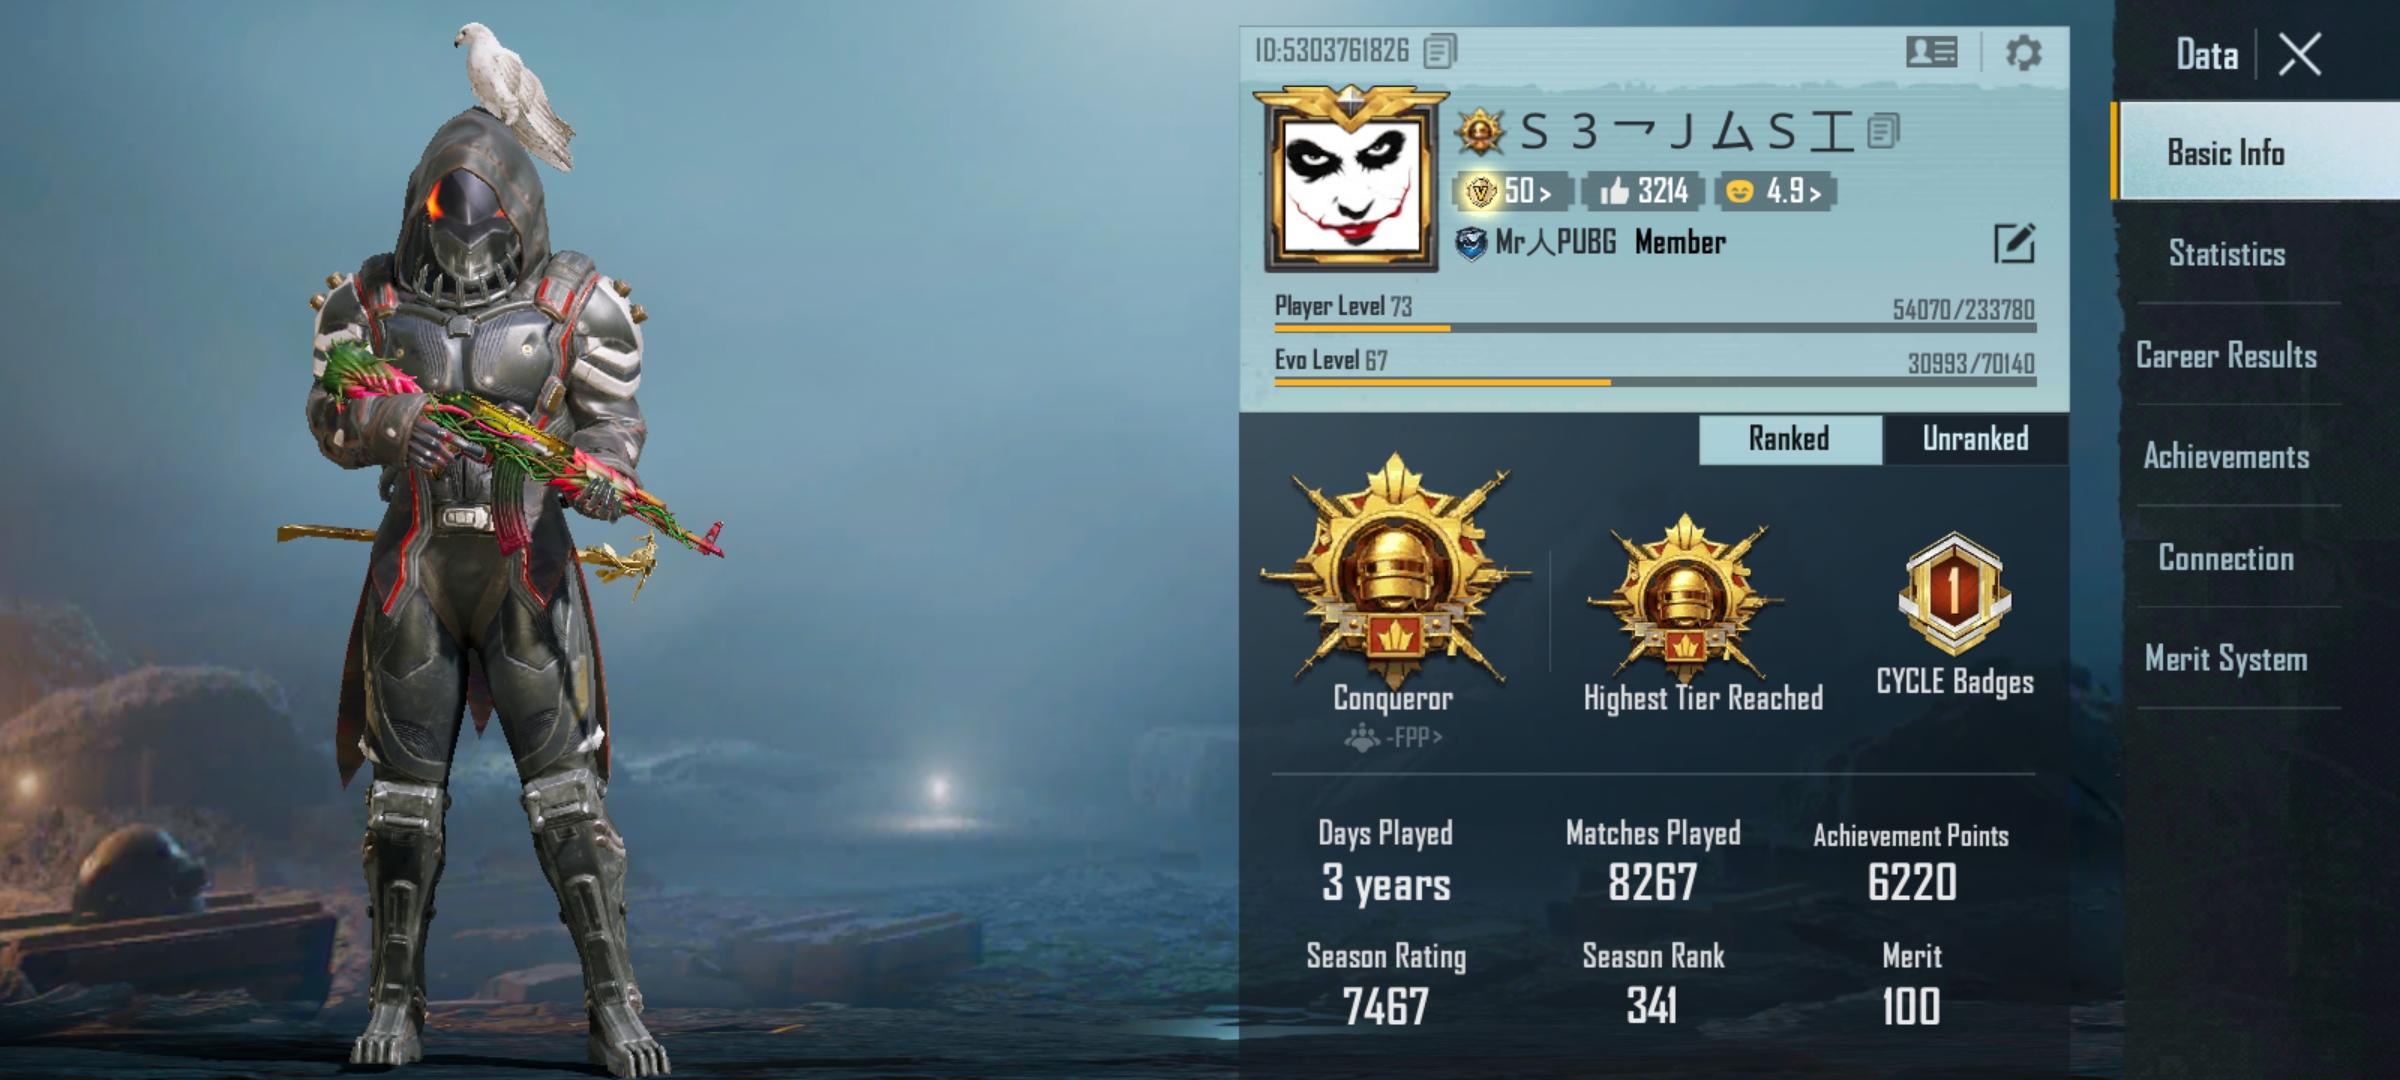 ID:5303761826
S 3 乛 J ム S 工
50 > 3214 4.9 >
Mr人PUBG Member
Player Level 73 54070/233780
Evo Level 67 30993/70140
Ranked Unranked
Conqueror
-FPP>
Highest Tier Reached
1
CYCLE Badges
Days Played
3 years
Matches Played
8267
Achievement Points
6220
Season Rating
7467
Season Rank
341
Merit
100
Data
Basic Info
Statistics
Career Results
Achievements
Connection
Merit System